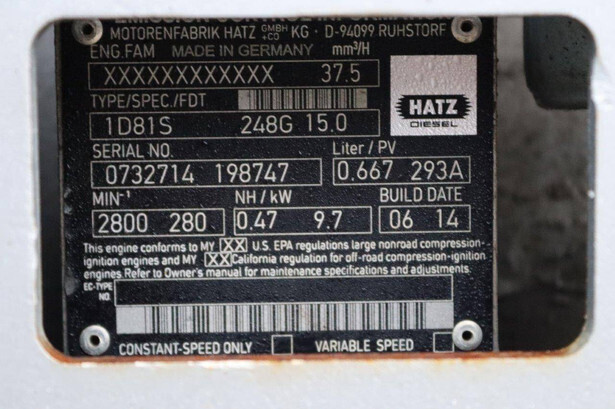 EMISSION CONTROL INFORMATION
MOTORENFABRIK HATZ GMBH +CO KG · D-94099 RUHSTORF
ENG.FAM MADE IN GERMANY mm³/H
XXXXXXXXXXXXX 37.5
TYPE/SPEC./FDT
1D81S 248G 15.0
HATZ
DIESEL
SERIAL NO. Liter / PV
0732714 198747 0.667 293A
MIN⁻¹ NH / kW BUILD DATE
2800 280 0.47 9.7 06 14
This engine conforms to MY XX U.S. EPA regulations large nonroad compression-
ignition engines and MY XX California regulation for off-road compression-ignition
engines. Refer to Owner's manual for maintenance specifications and adjustments.
EC-TYPE
NO.
CONSTANT-SPEED ONLY VARIABLE SPEED